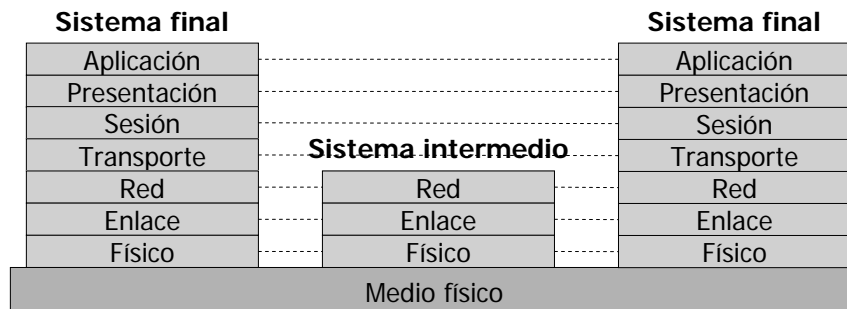 Sistema final
Sistema final
Aplicación
Aplicación
Presentación
Presentación
Sesión
Sesión
Transporte
Sistema intermedio
Transporte
Red
Red
Red
Enlace
Enlace
Enlace
Físico
Físico
Físico
Medio físico